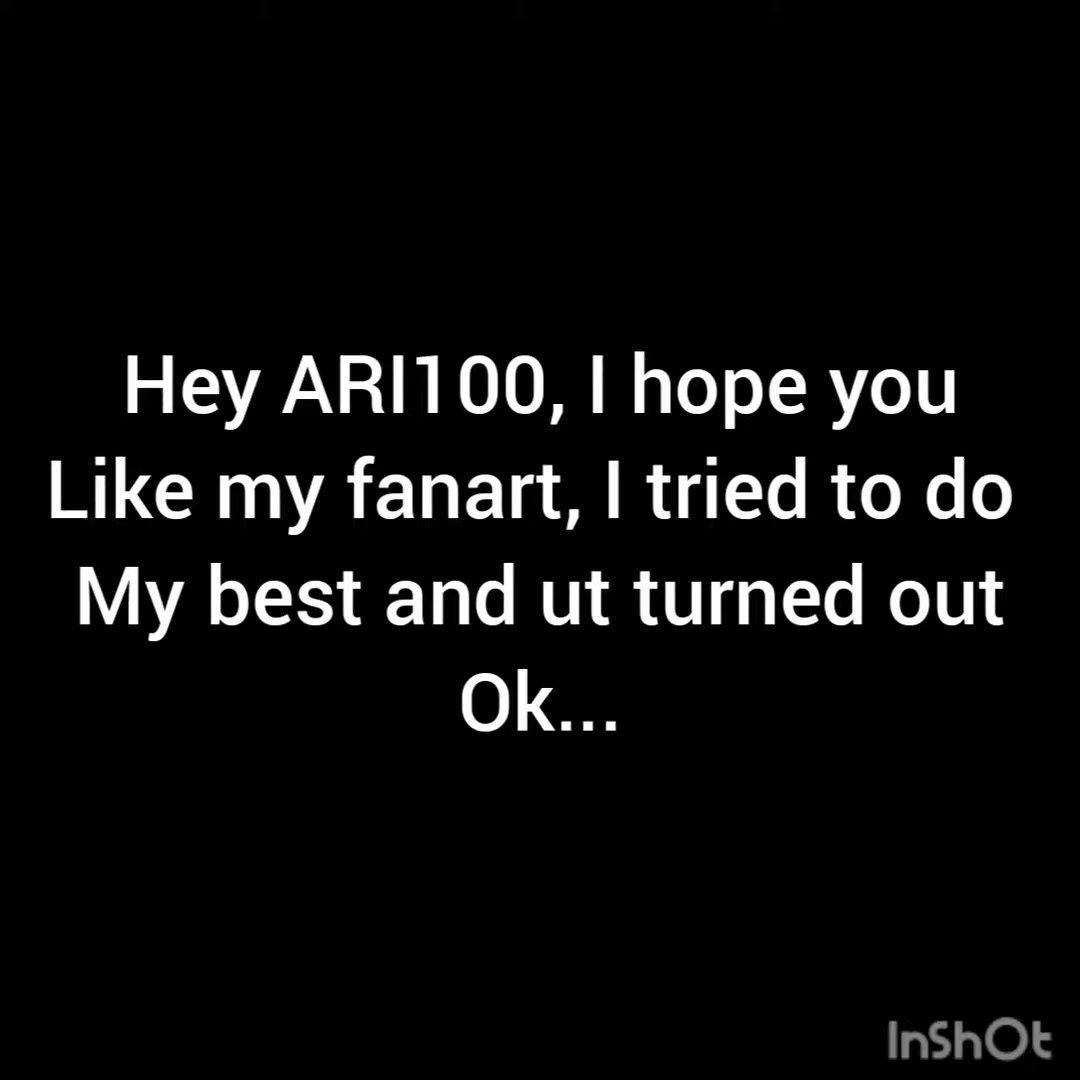 Hey ARI100, I hope you
Like my fanart, I tried to do
My best and ut turned out
Ok...
InShOt